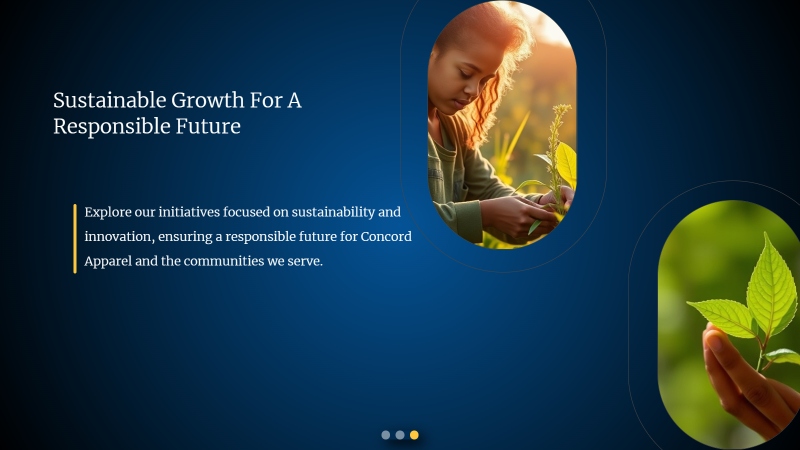 Sustainable Growth For A
Responsible Future
Explore our initiatives focused on sustainability and
innovation, ensuring a responsible future for Concord
Apparel and the communities we serve.